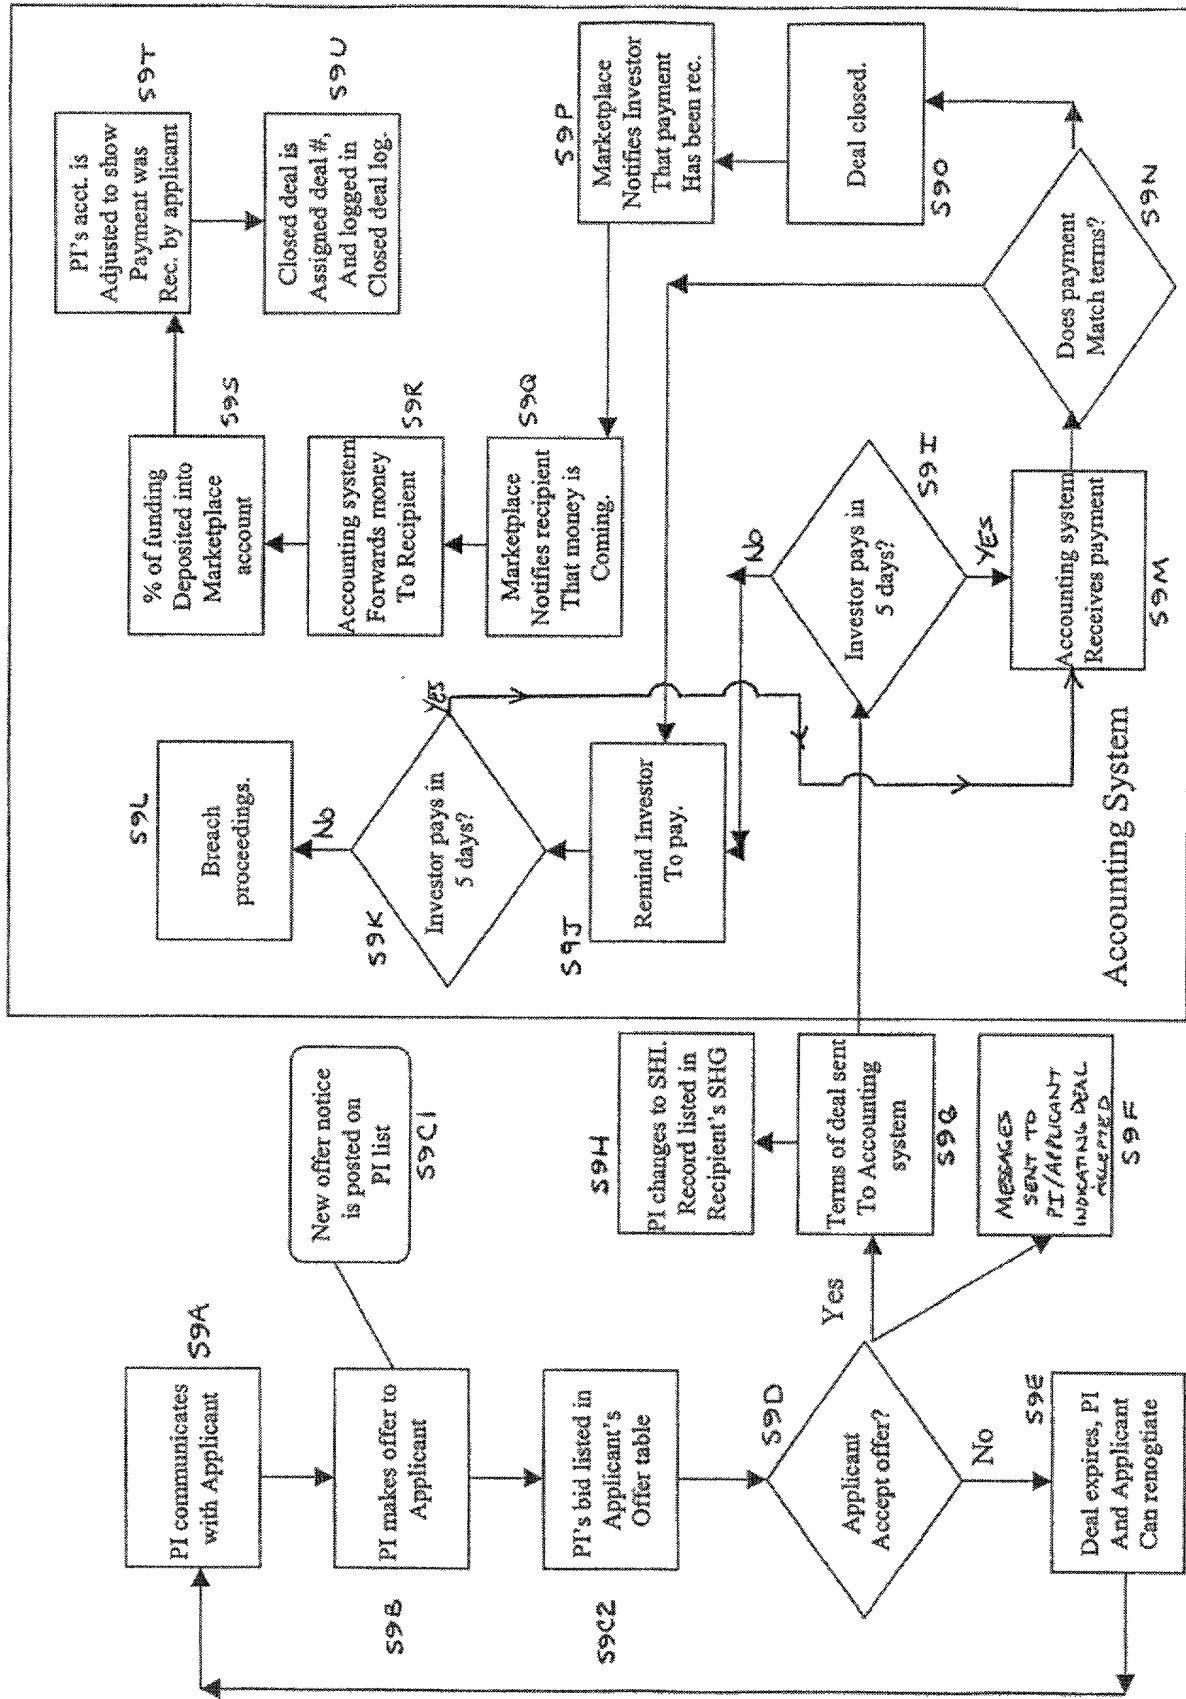 PI communicates
with Applicant
S9A
PI makes offer to
Applicant
S9B
New offer notice
is posted on
PI list
S9C1
PI's bid listed in
Applicant's
Offer table
S9C2
Applicant
Accept offer?
S9D
No
Deal expires, PI
And Applicant
Can renogtiate
S9E
Yes
MESSAGES
SENT TO
PI/APPLICANT
INDICATING DEAL
ACCEPTED
S9F
Terms of deal sent
To Accounting
system
S9G
PI changes to SHI.
Record listed in
Recipient's SHG
S9H
Accounting System
Investor pays in
5 days?
S9I
No
Yes
Remind Investor
To pay.
S9J
Investor pays in
5 days?
S9K
Yes
No
Breach
proceedings.
S9L
Accounting system
Receives payment
S9M
Does payment
Match terms?
S9N
Deal closed.
S9O
Marketplace
Notifies Investor
That payment
Has been rec.
S9P
Marketplace
Notifies recipient
That money is
Coming.
S9Q
Accounting system
Forwards money
To Recipient
S9R
% of funding
Deposited into
Marketplace
account
S9S
PI's acct. is
Adjusted to show
Payment was
Rec. by applicant
S9T
Closed deal is
Assigned deal #,
And logged in
Closed deal log.
S9U